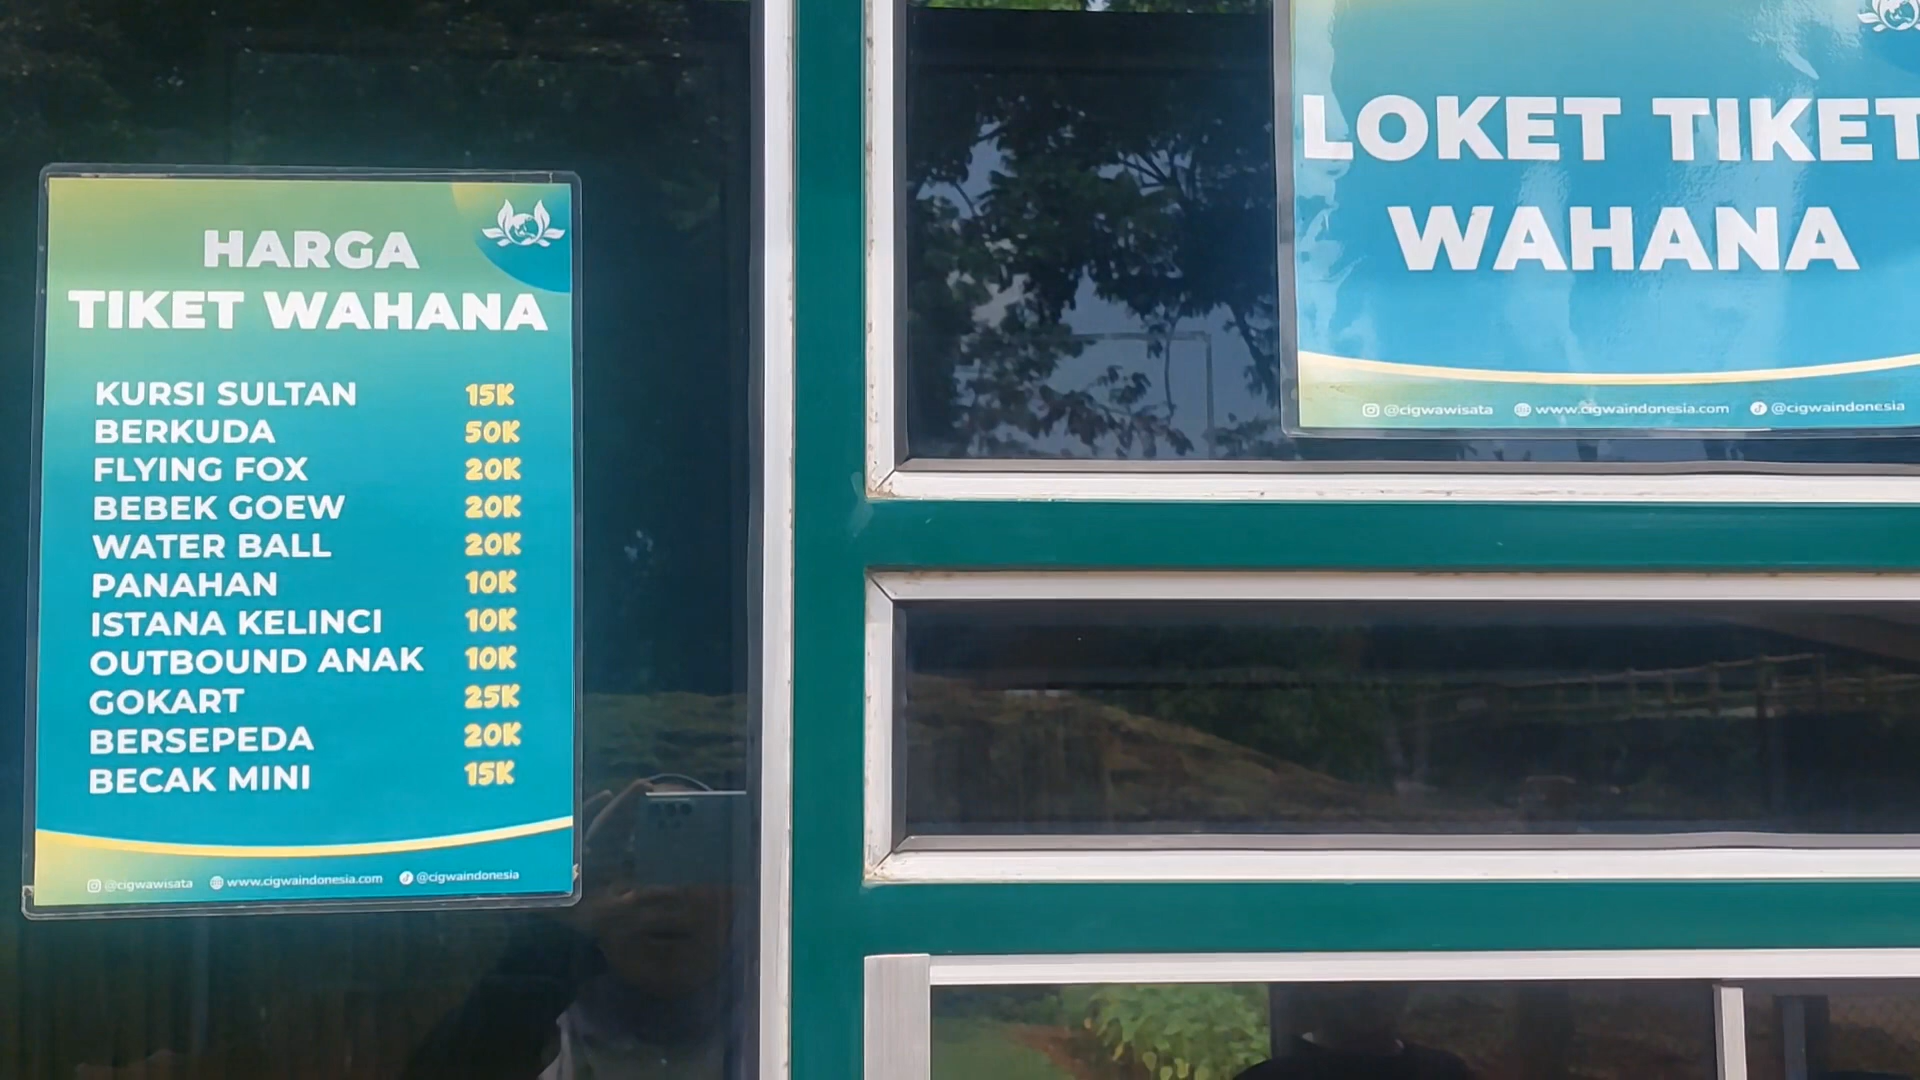 HARGA
TIKET WAHANA
KURSI SULTAN 15K
BERKUDA 50K
FLYING FOX 20K
BEBEK GOEW 20K
WATER BALL 20K
PANAHAN 10K
ISTANA KELINCI 10K
OUTBOUND ANAK 10K
GOKART 25K
BERSEPEDA 20K
BECAK MINI 15K
@cigwawisata www.cigwaindonesia.com @cigwaindonesia
LOKET TIKET
WAHANA
@cigwawisata www.cigwaindonesia.com @cigwaindonesia